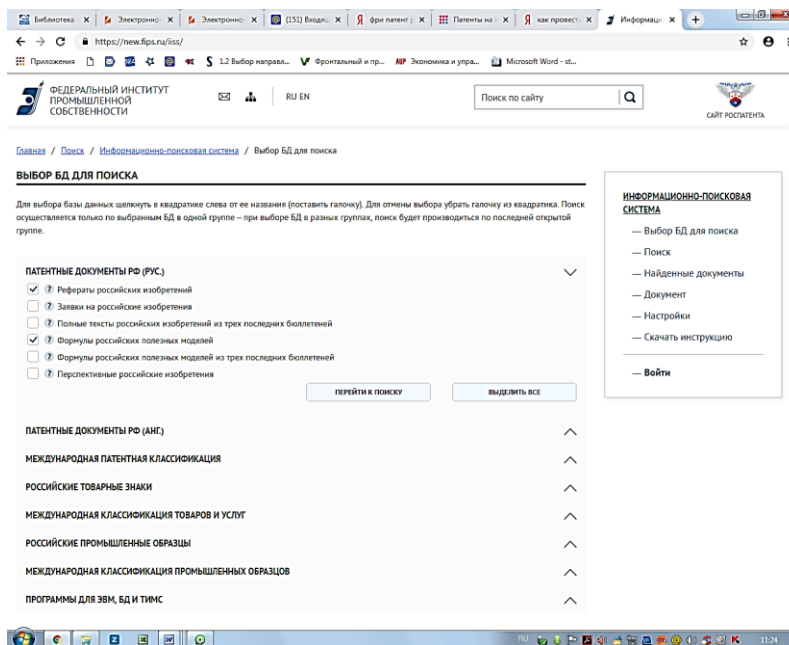 Библиотека
Электронно-
Электронно-
(151) Входящ
фри патент
Патенты на
как провест
Информаци
https://new.fips.ru/iiss/
Приложения
1.2 Выбор направл...
Фронтальный и пр...
Экономика и упра...
Microsoft Word - st...
ФЕДЕРАЛЬНЫЙ ИНСТИТУТ
ПРОМЫШЛЕННОЙ
СОБСТВЕННОСТИ
RU EN
Поиск по сайту
САЙТ РОСПАТЕНТА
Главная / Поиск / Информационно-поисковая система / Выбор БД для поиска
ВЫБОР БД ДЛЯ ПОИСКА
Для выбора базы данных щелкнуть в квадратике слева от ее названия (поставить галочку). Для отмены выбора убрать галочку из квадратика. Поиск
осуществляется только по выбранным БД в одной группе – при выборе БД в разных группах, поиск будет производиться по последней открытой
группе.
ПАТЕНТНЫЕ ДОКУМЕНТЫ РФ (РУС.)
Рефераты российских изобретений
Заявки на российские изобретения
Полные тексты российских изобретений из трех последних бюллетеней
Формулы российских полезных моделей
Формулы российских полезных моделей из трех последних бюллетеней
Перспективные российские изобретения
ПЕРЕЙТИ К ПОИСКУ
ВЫДЕЛИТЬ ВСЕ
ПАТЕНТНЫЕ ДОКУМЕНТЫ РФ (АНГ.)
МЕЖДУНАРОДНАЯ ПАТЕНТНАЯ КЛАССИФИКАЦИЯ
РОССИЙСКИЕ ТОВАРНЫЕ ЗНАКИ
МЕЖДУНАРОДНАЯ КЛАССИФИКАЦИЯ ТОВАРОВ И УСЛУГ
РОССИЙСКИЕ ПРОМЫШЛЕННЫЕ ОБРАЗЦЫ
МЕЖДУНАРОДНАЯ КЛАССИФИКАЦИЯ ПРОМЫШЛЕННЫХ ОБРАЗЦОВ
ПРОГРАММЫ ДЛЯ ЭВМ, БД И ТИМС
ИНФОРМАЦИОННО-ПОИСКОВАЯ
СИСТЕМА
— Выбор БД для поиска
— Поиск
— Найденные документы
— Документ
— Настройки
— Скачать инструкцию
— Войти
RU
11:24